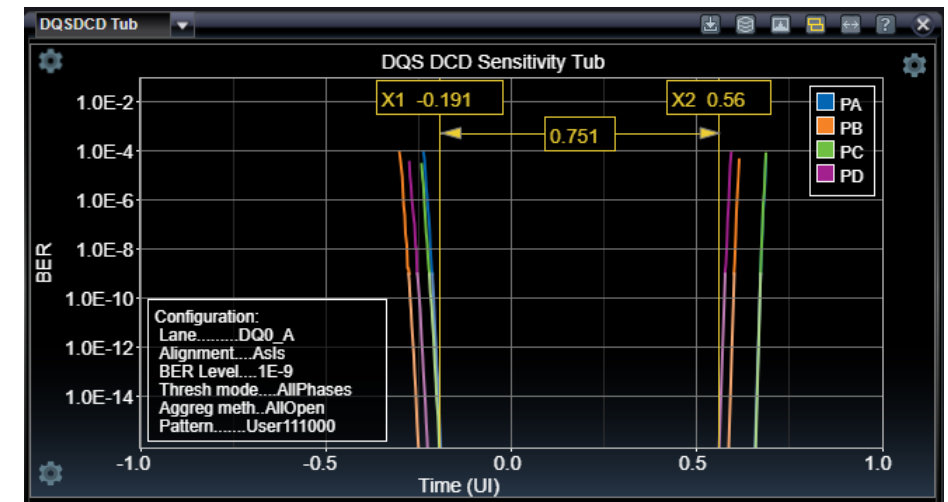 DQSDCD Tub
?
DQS DCD Sensitivity Tub
X1 -0.191
X2 0.56
0.751
PA
PB
PC
PD
1.0E-2
1.0E-4
1.0E-6
1.0E-8
1.0E-10
1.0E-12
1.0E-14
BER
Configuration:
Lane.........DQ0_A
Alignment....AsIs
BER Level....1E-9
Thresh mode....AllPhases
Aggreg meth..AllOpen
Pattern.......User111000
-1.0 -0.5 0.0 0.5 1.0
Time (UI)